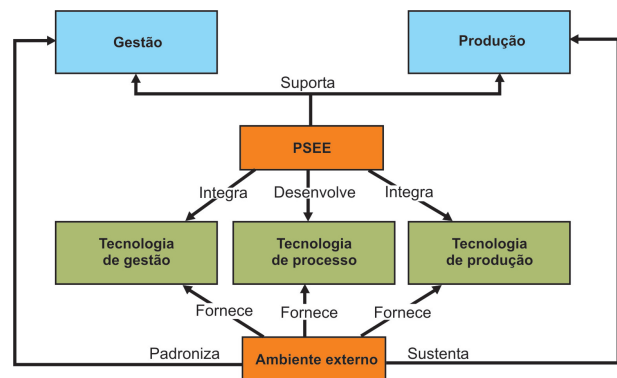 Gestão
Produção
Suporta
PSEE
Integra
Desenvolve
Integra
Tecnologia
de gestão
Tecnologia
de processo
Tecnologia
de produção
Fornece
Fornece
Fornece
Padroniza
Ambiente externo
Sustenta